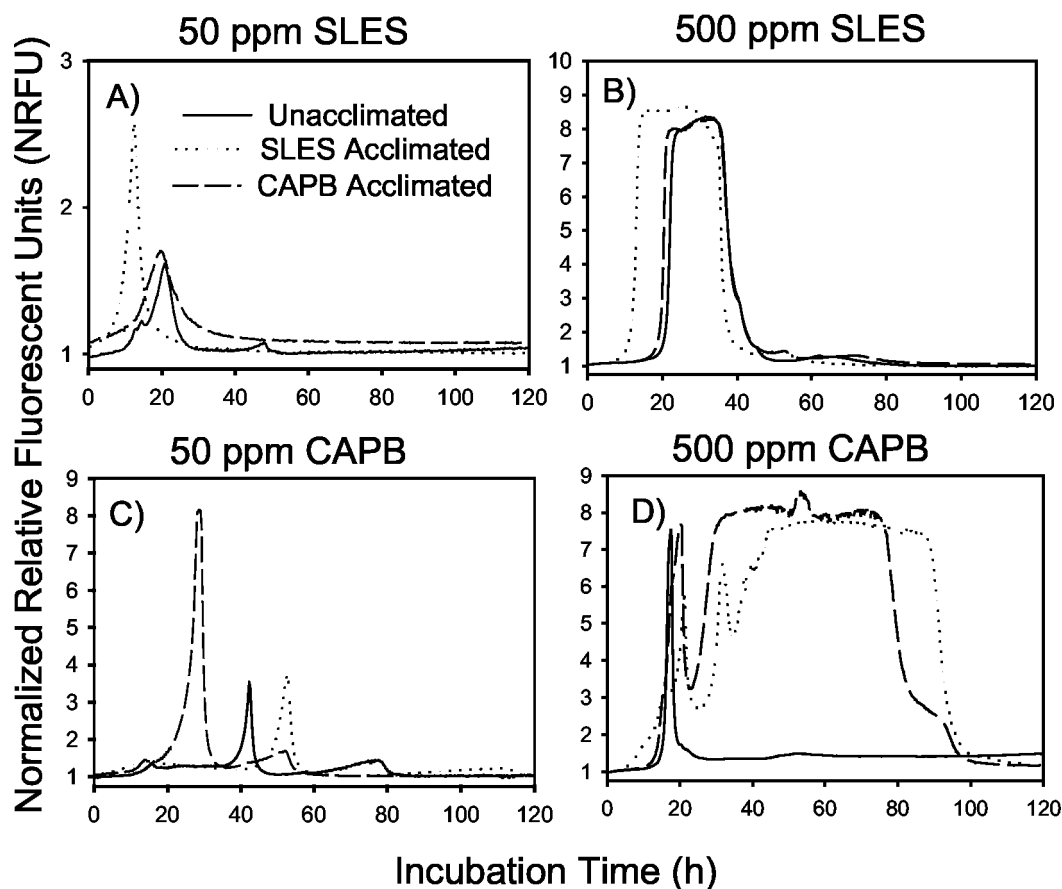 50 ppm SLES
500 ppm SLES
Normalized Relative Fluorescent Units (NRFU)
A)
Unacclimated
SLES Acclimated
CAPB Acclimated
3
2
1
0 20 40 60 80 100 120
B)
10
9
8
7
6
5
4
3
2
1
0 20 40 60 80 100 120
50 ppm CAPB
500 ppm CAPB
C)
9
8
7
6
5
4
3
2
1
0 20 40 60 80 100 120
D)
9
8
7
6
5
4
3
2
1
0 20 40 60 80 100 120
Incubation Time (h)